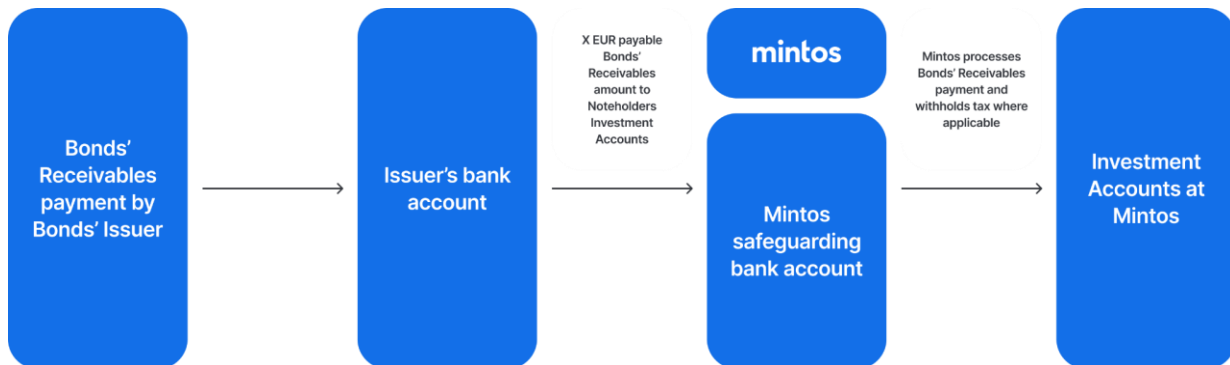 Bonds'
Receivables
payment by
Bonds' Issuer
Issuer's bank
account
X EUR payable
Bonds'
Receivables
amount to
Noteholders
Investment
Accounts
mintos
Mintos
safeguarding
bank account
Mintos processes
Bonds' Receivables
payment and
withholds tax where
applicable
Investment
Accounts at
Mintos